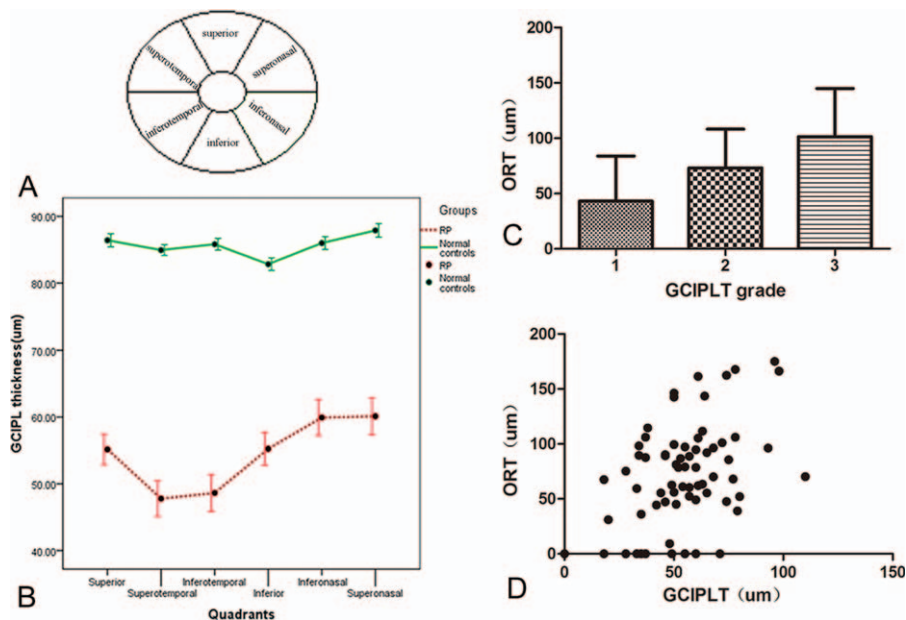 superior
superotemporal
superonasal
inferotemporal
inferonasal
inferior
A
90.00
80.00
70.00
60.00
50.00
40.00
GCIPL thickness(um)
Superior
Superotemporal
Inferotemporal
Inferior
Inferonasal
Superonasal
Quadrants
Groups
RP
Normal
controls
RP
Normal
controls
B
200
150
100
50
0
ORT (um)
1 2 3
GCIPLT grade
C
200
150
100
50
0
ORT (um)
0 50 100 150
GCIPLT (um)
D